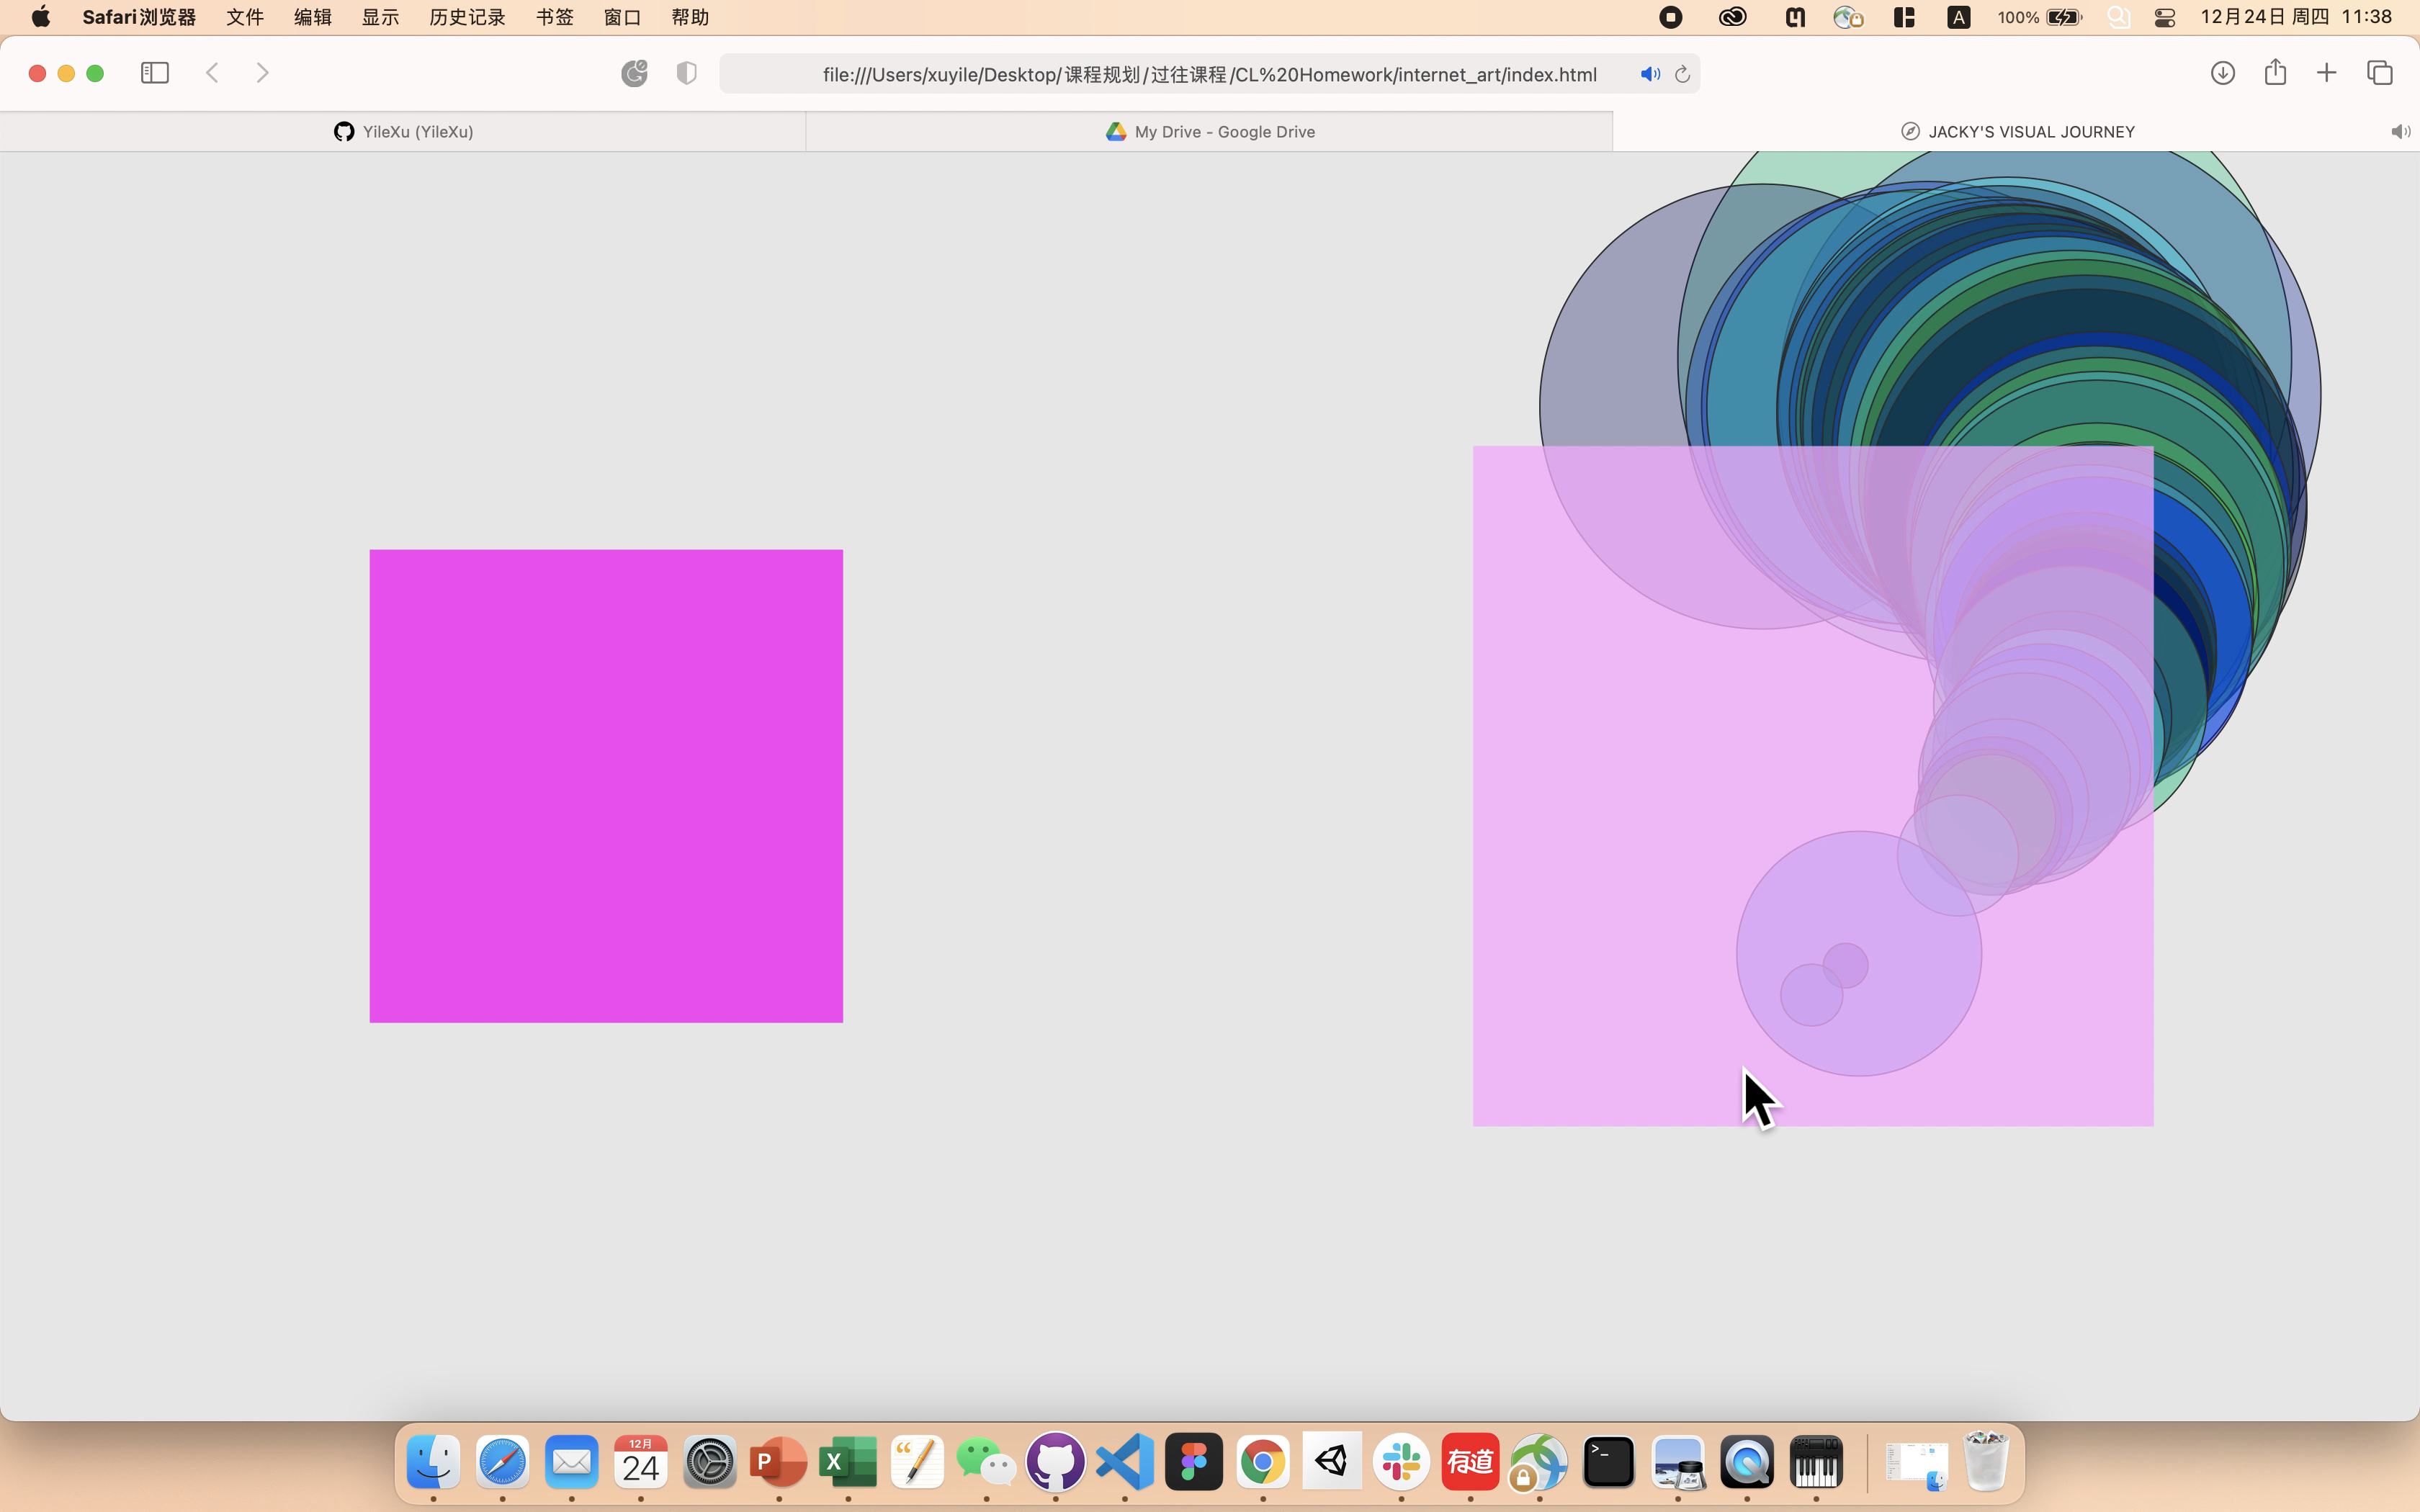 Safari浏览器 文件 编辑 显示 历史记录 书签 窗口 帮助 A 100% 12月24日 周四 11:38
file:///Users/xuyile/Desktop/课程规划/过往课程/CL%20Homework/internet_art/index.html
YileXu (YileXu) My Drive - Google Drive JACKY'S VISUAL JOURNEY
12月
24
P X >_ 有道